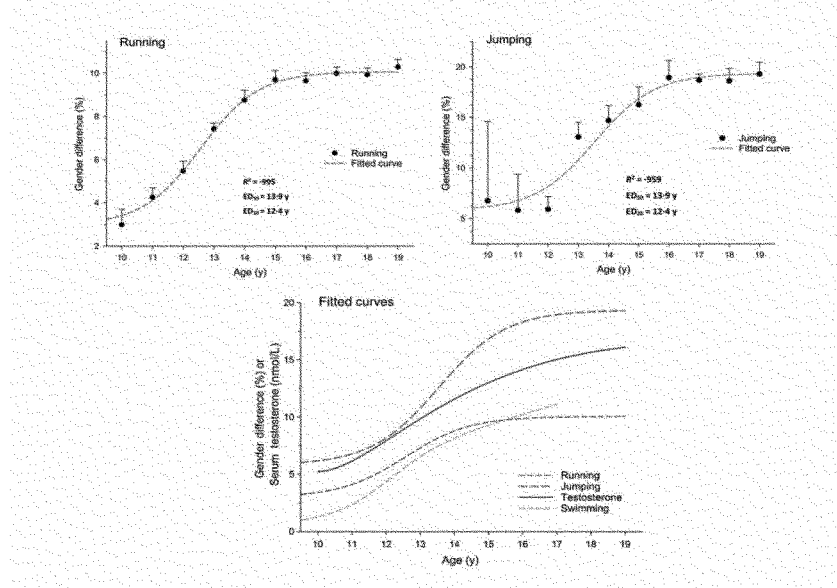 Running
Gender difference (%)
10
8
6
4
2
Running
Fitted curve
R² = ·995
ED₅₀ = 13·9 y
ED₂₀ = 12·4 y
10 11 12 13 14 15 16 17 18 19
Age (y)
Jumping
Gender difference (%)
20
15
10
5
Jumping
Fitted curve
R² = ·959
ED₅₀ = 13·9 y
ED₂₀ = 12·4 y
10 11 12 13 14 15 16 17 18 19
Age (y)
Fitted curves
Gender difference (%) or
Serum testosterone (nmol/L)
20
15
10
5
0
Running
Jumping
Testosterone
Swimming
10 11 12 13 14 15 16 17 18 19
Age (y)